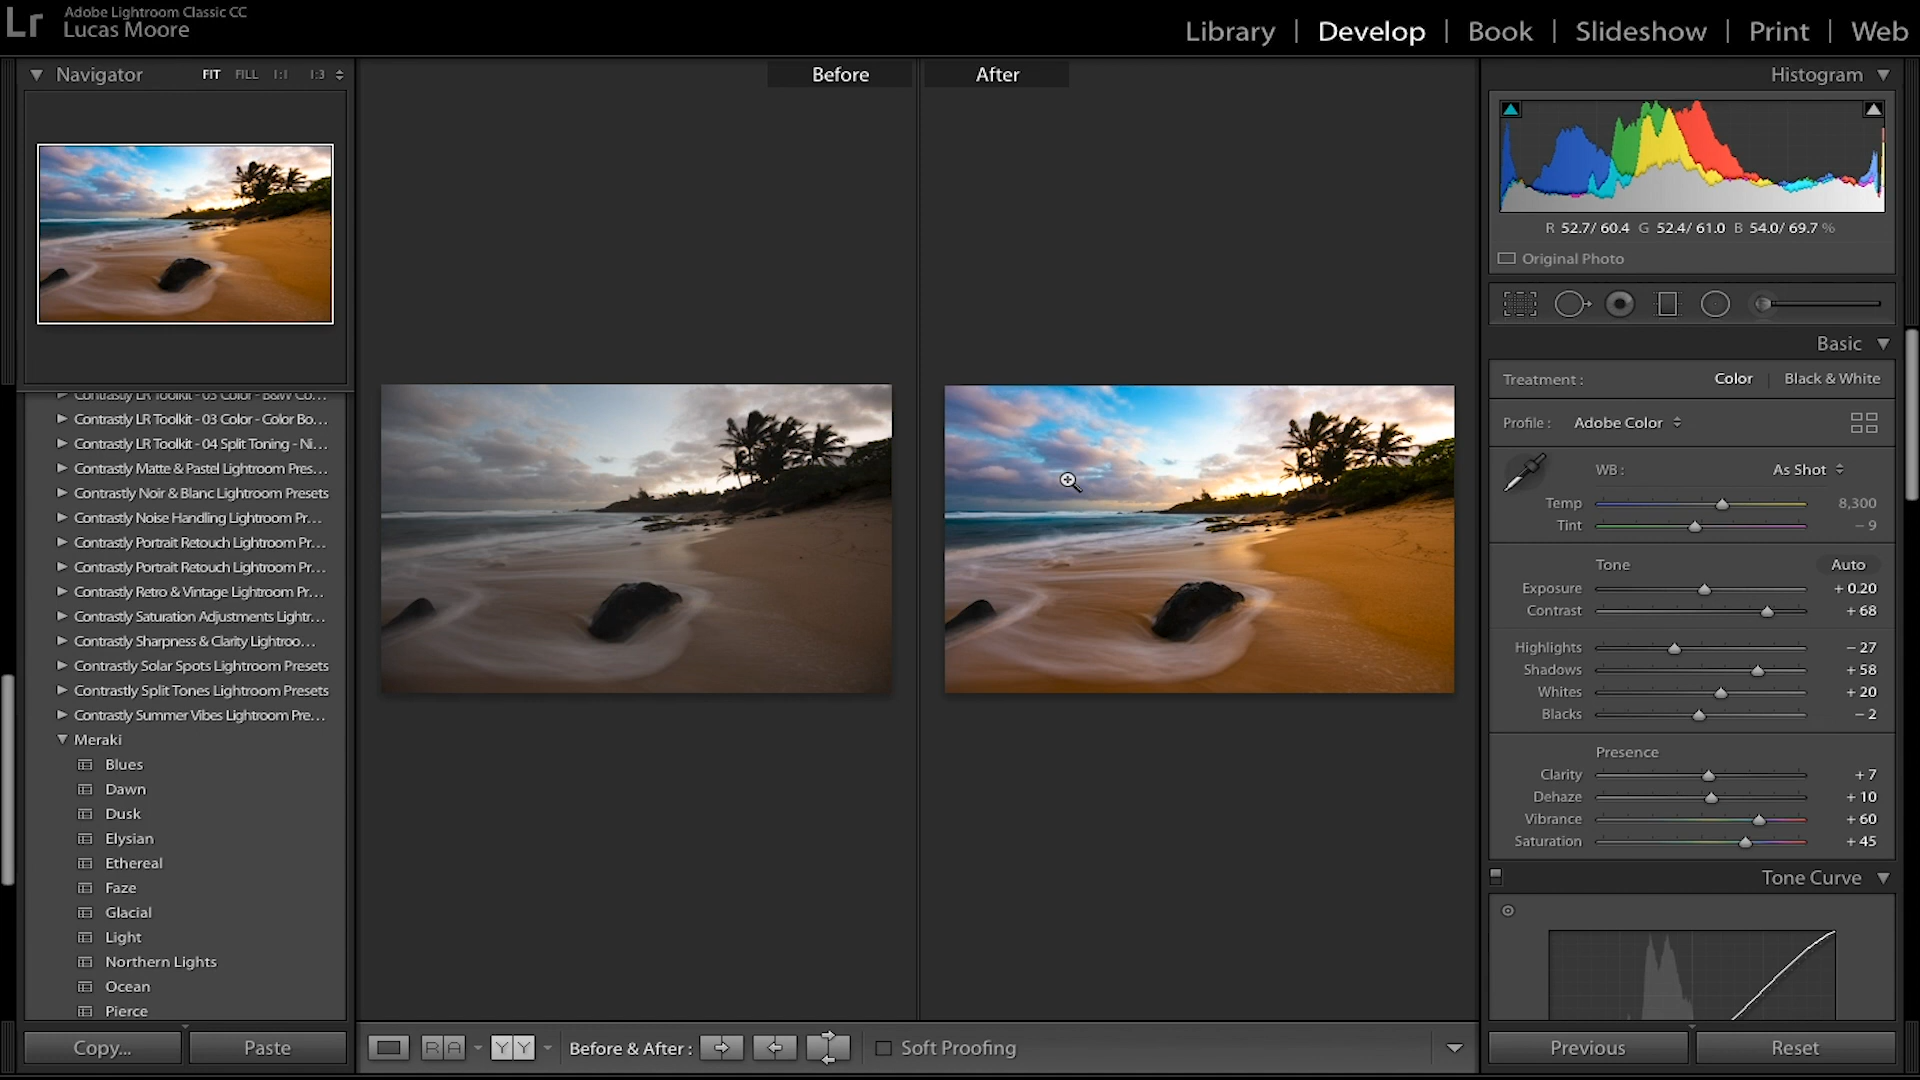 Lr
Adobe Lightroom Classic CC
Lucas Moore
Library | Develop | Book | Slideshow | Print | Web
Navigator FIT FILL 1:1 1:3
Before
After
Histogram
R 52.7/ 60.4 G 52.4/ 61.0 B 54.0/ 69.7 %
Original Photo
Basic
Treatment : Color Black & White
Profile : Adobe Color
WB : As Shot
Temp 8,300
Tint – 9
Tone Auto
Exposure + 0.20
Contrast + 68
Highlights – 27
Shadows + 58
Whites + 20
Blacks – 2
Presence
Clarity + 7
Dehaze + 10
Vibrance + 60
Saturation + 45
Tone Curve
Contrastly LR Toolkit - 03 Color - B&W Co...
Contrastly LR Toolkit - 03 Color - Color Bo...
Contrastly LR Toolkit - 04 Split Toning - Ni...
Contrastly Matte & Pastel Lightroom Pres...
Contrastly Noir & Blanc Lightroom Presets
Contrastly Noise Handling Lightroom Pr...
Contrastly Portrait Retouch Lightroom Pr...
Contrastly Portrait Retouch Lightroom Pr...
Contrastly Retro & Vintage Lightroom Pr...
Contrastly Saturation Adjustments Lightr...
Contrastly Sharpness & Clarity Lightroo...
Contrastly Solar Spots Lightroom Presets
Contrastly Split Tones Lightroom Presets
Contrastly Summer Vibes Lightroom Pre...
Meraki
Blues
Dawn
Dusk
Elysian
Ethereal
Faze
Glacial
Light
Northern Lights
Ocean
Pierce
Copy... Paste
R A Y Y Before & After : Soft Proofing
Previous Reset